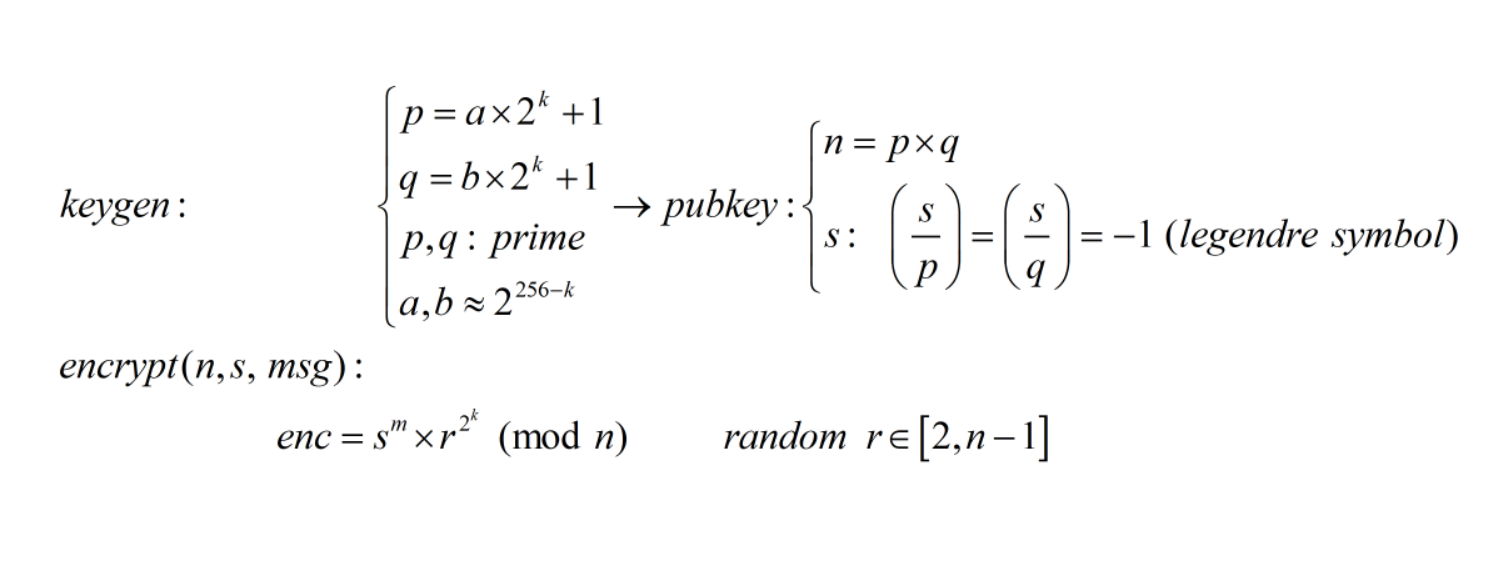 keygen: { p = a × 2^k + 1
q = b × 2^k + 1
p,q : prime
a,b ≈ 2^{256−k}
→ pubkey: { n = p × q
s: (s/p) = (s/q) = −1 (legendre symbol)
encrypt(n,s, msg):
enc = s^m × r^{2^k} (mod n) random r ∈ [2, n−1]